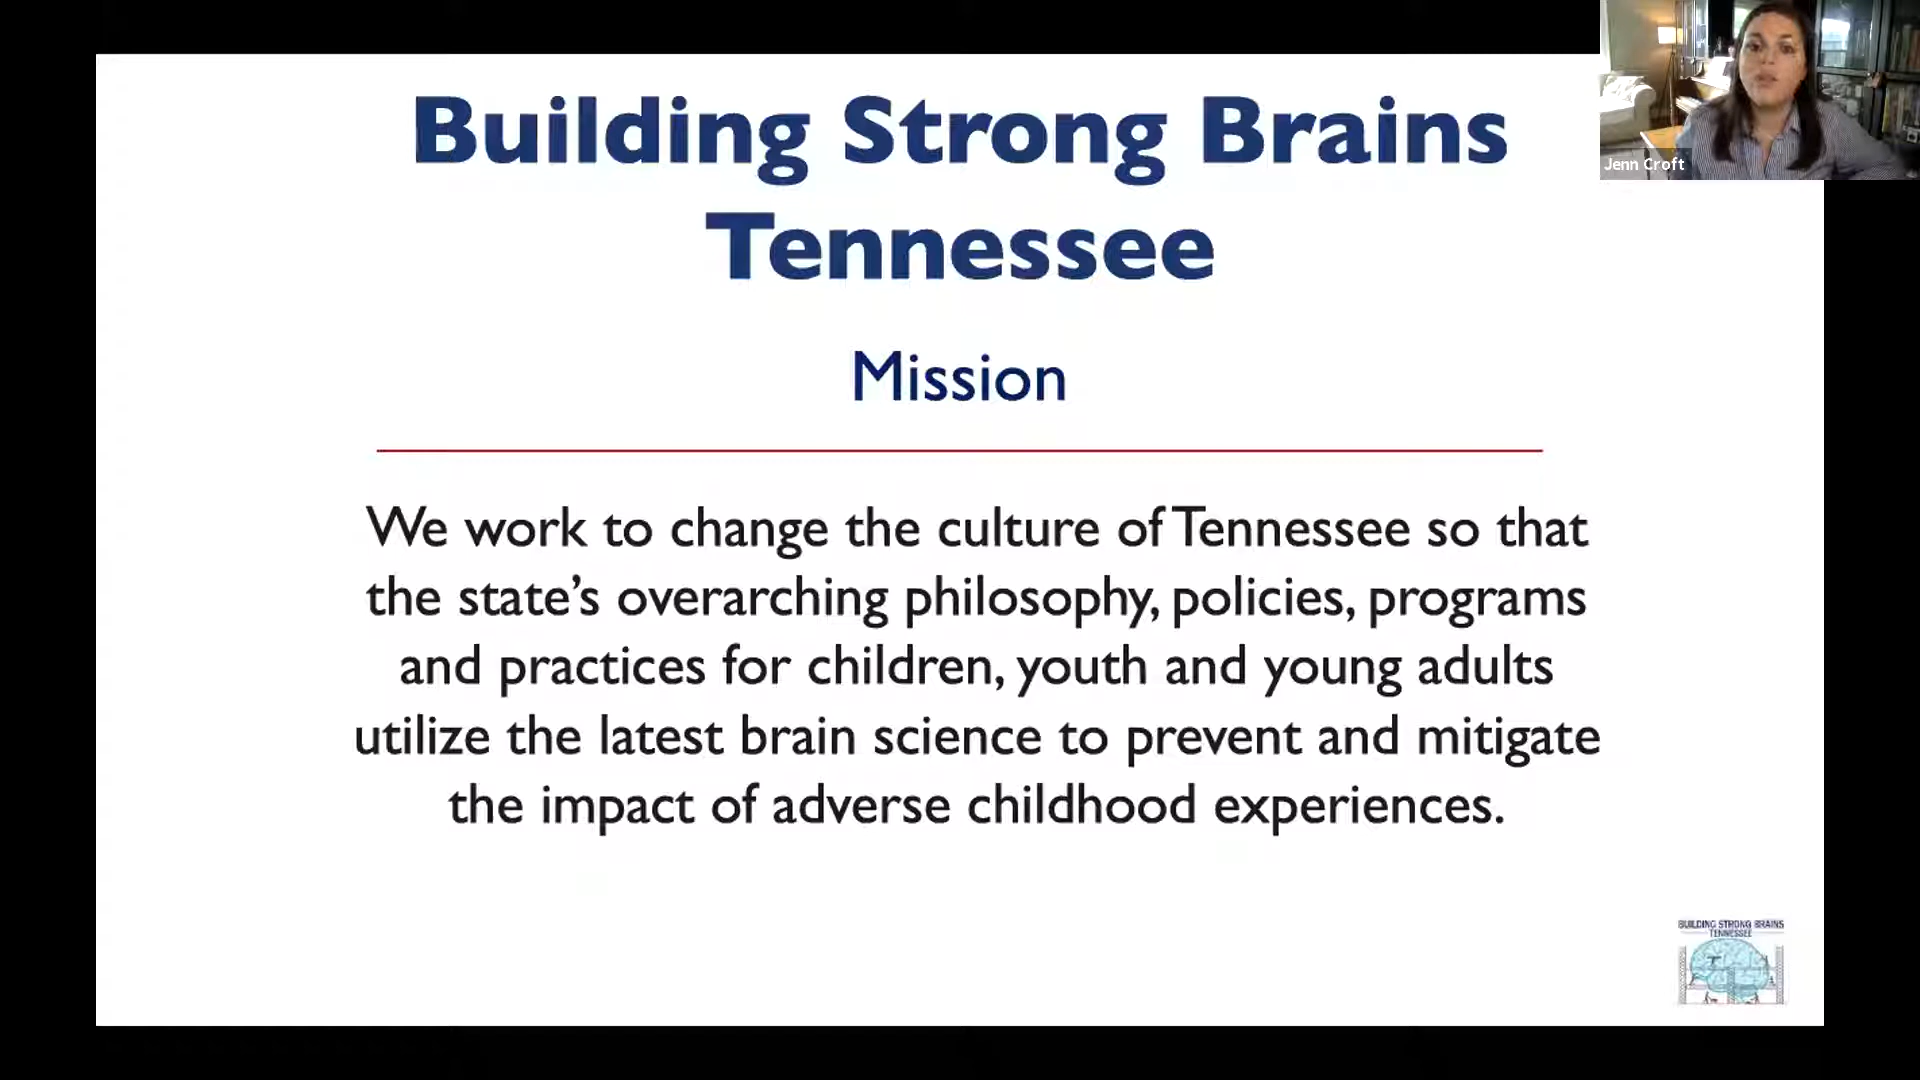 Building Strong Brains
Tennessee
Mission
We work to change the culture of Tennessee so that
the state’s overarching philosophy, policies, programs
and practices for children, youth and young adults
utilize the latest brain science to prevent and mitigate
the impact of adverse childhood experiences.
Jenn Croft
BUILDING STRONG BRAINS
TENNESSEE